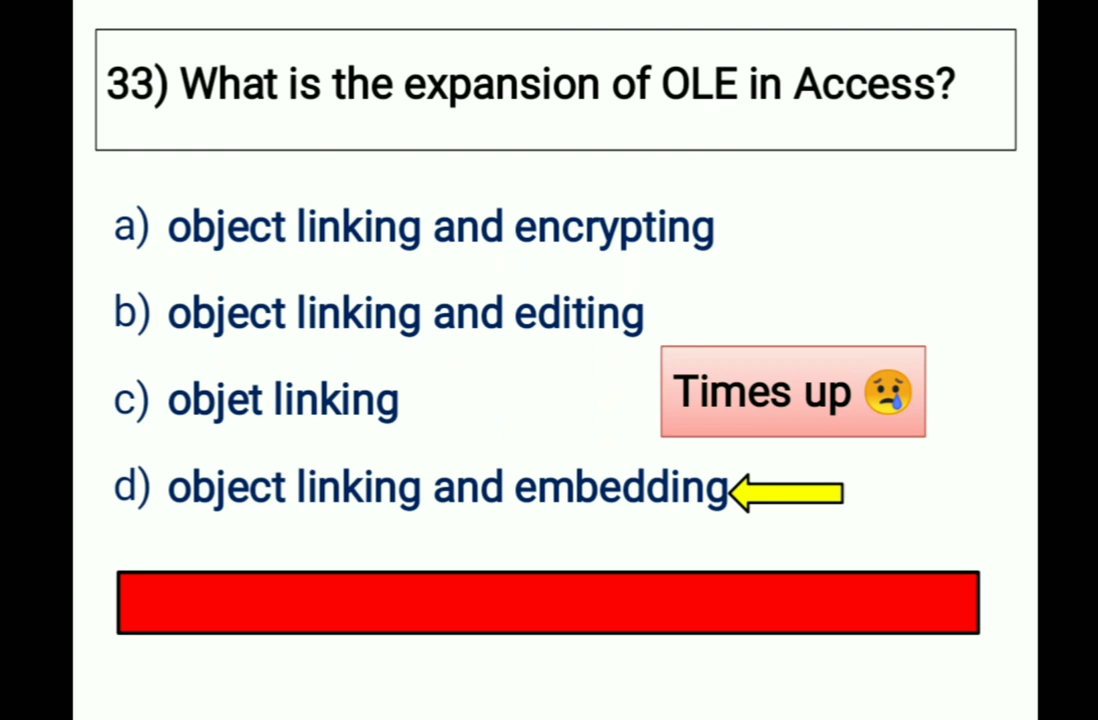 33) What is the expansion of OLE in Access?
a) object linking and encrypting
b) object linking and editing
c) objet linking
Times up 😢
d) object linking and embedding